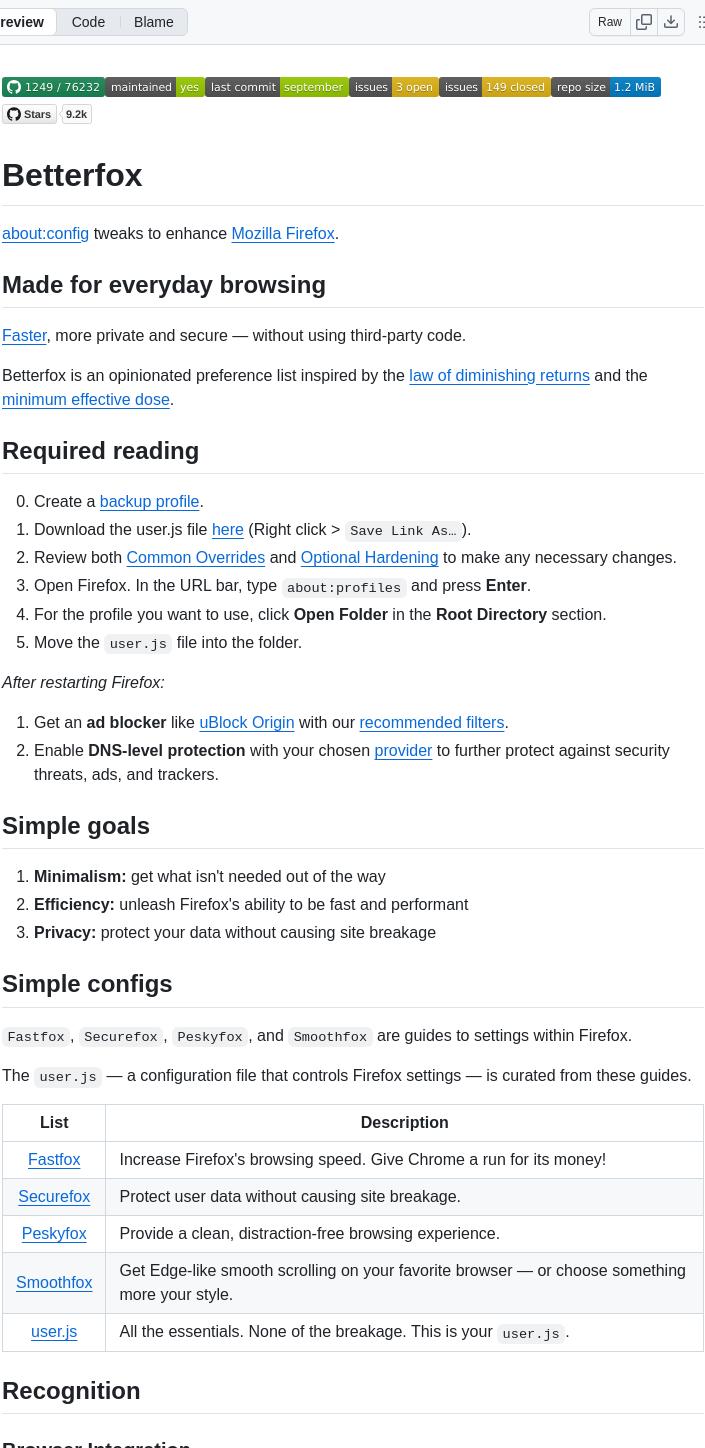 review Code Blame Raw
1249 / 76232 maintained yes last commit september issues 3 open issues 149 closed repo size 1.2 MiB
Stars 9.2k
Betterfox
about:config tweaks to enhance Mozilla Firefox.
Made for everyday browsing
Faster, more private and secure — without using third-party code.
Betterfox is an opinionated preference list inspired by the law of diminishing returns and the
minimum effective dose.
Required reading
0. Create a backup profile.
1. Download the user.js file here (Right click > Save Link As…).
2. Review both Common Overrides and Optional Hardening to make any necessary changes.
3. Open Firefox. In the URL bar, type about:profiles and press Enter.
4. For the profile you want to use, click Open Folder in the Root Directory section.
5. Move the user.js file into the folder.
After restarting Firefox:
1. Get an ad blocker like uBlock Origin with our recommended filters.
2. Enable DNS-level protection with your chosen provider to further protect against security
threats, ads, and trackers.
Simple goals
1. Minimalism: get what isn't needed out of the way
2. Efficiency: unleash Firefox's ability to be fast and performant
3. Privacy: protect your data without causing site breakage
Simple configs
Fastfox, Securefox, Peskyfox, and Smoothfox are guides to settings within Firefox.
The user.js — a configuration file that controls Firefox settings — is curated from these guides.
List Description
Fastfox Increase Firefox's browsing speed. Give Chrome a run for its money!
Securefox Protect user data without causing site breakage.
Peskyfox Provide a clean, distraction-free browsing experience.
Smoothfox Get Edge-like smooth scrolling on your favorite browser — or choose something
more your style.
user.js All the essentials. None of the breakage. This is your user.js.
Recognition
Browser Integration